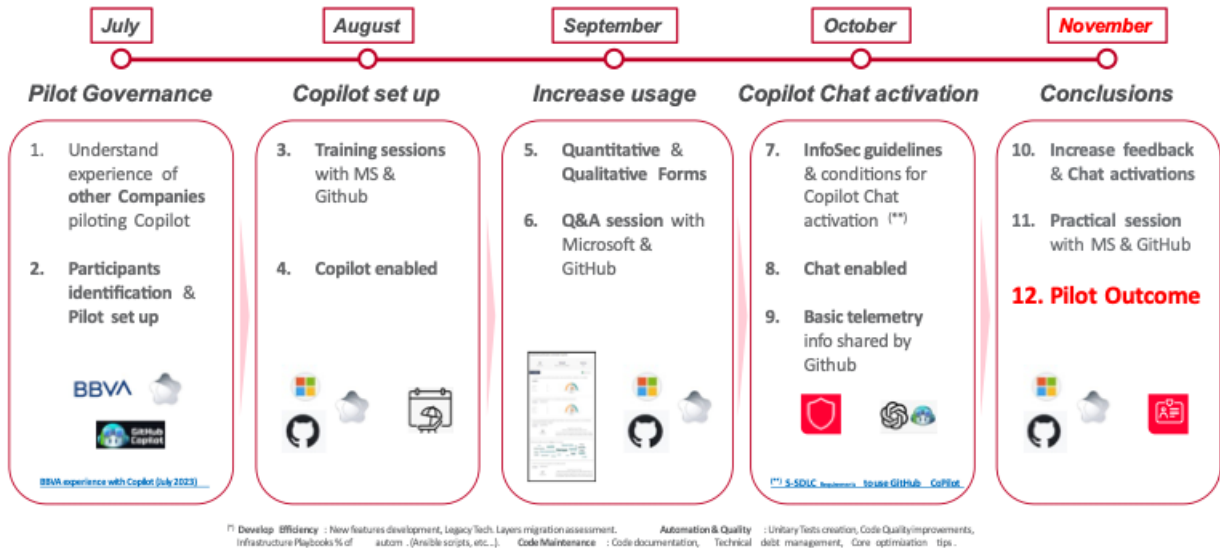 July
August
September
October
November
Pilot Governance
Copilot set up
Increase usage
Copilot Chat activation
Conclusions
1. Understand
experience of
other Companies
piloting Copilot
2. Participants
identification &
Pilot set up
BBVA
GitHub
Copilot
BBVA experience with Copilot (July 2023)
3. Training sessions
with MS &
Github
4. Copilot enabled
5. Quantitative &
Qualitative Forms
6. Q&A session with
Microsoft &
GitHub
7. InfoSec guidelines
& conditions for
Copilot Chat
activation (**)
8. Chat enabled
9. Basic telemetry
info shared by
Github
(**) S-SDLC Requirements to use GitHub CoPilot
10. Increase feedback
& Chat activations
11. Practical session
with MS & GitHub
12. Pilot Outcome
(*) Develop Efficiency : New features development, Legacy Tech. Layers migration assessment. Automation & Quality : Unitary Tests creation, Code Quality improvements,
Infrastructure Playbooks % of autom . (Ansible scripts, etc...). Code Maintenance : Code documentation, Technical debt management, Core optimization tips .